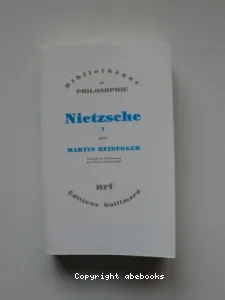 Bibliothèque
de
PHILOSOPHIE
Nietzsche
I
par
MARTIN HEIDEGGER
nrf
Éditions Gallimard
Copyright abebooks